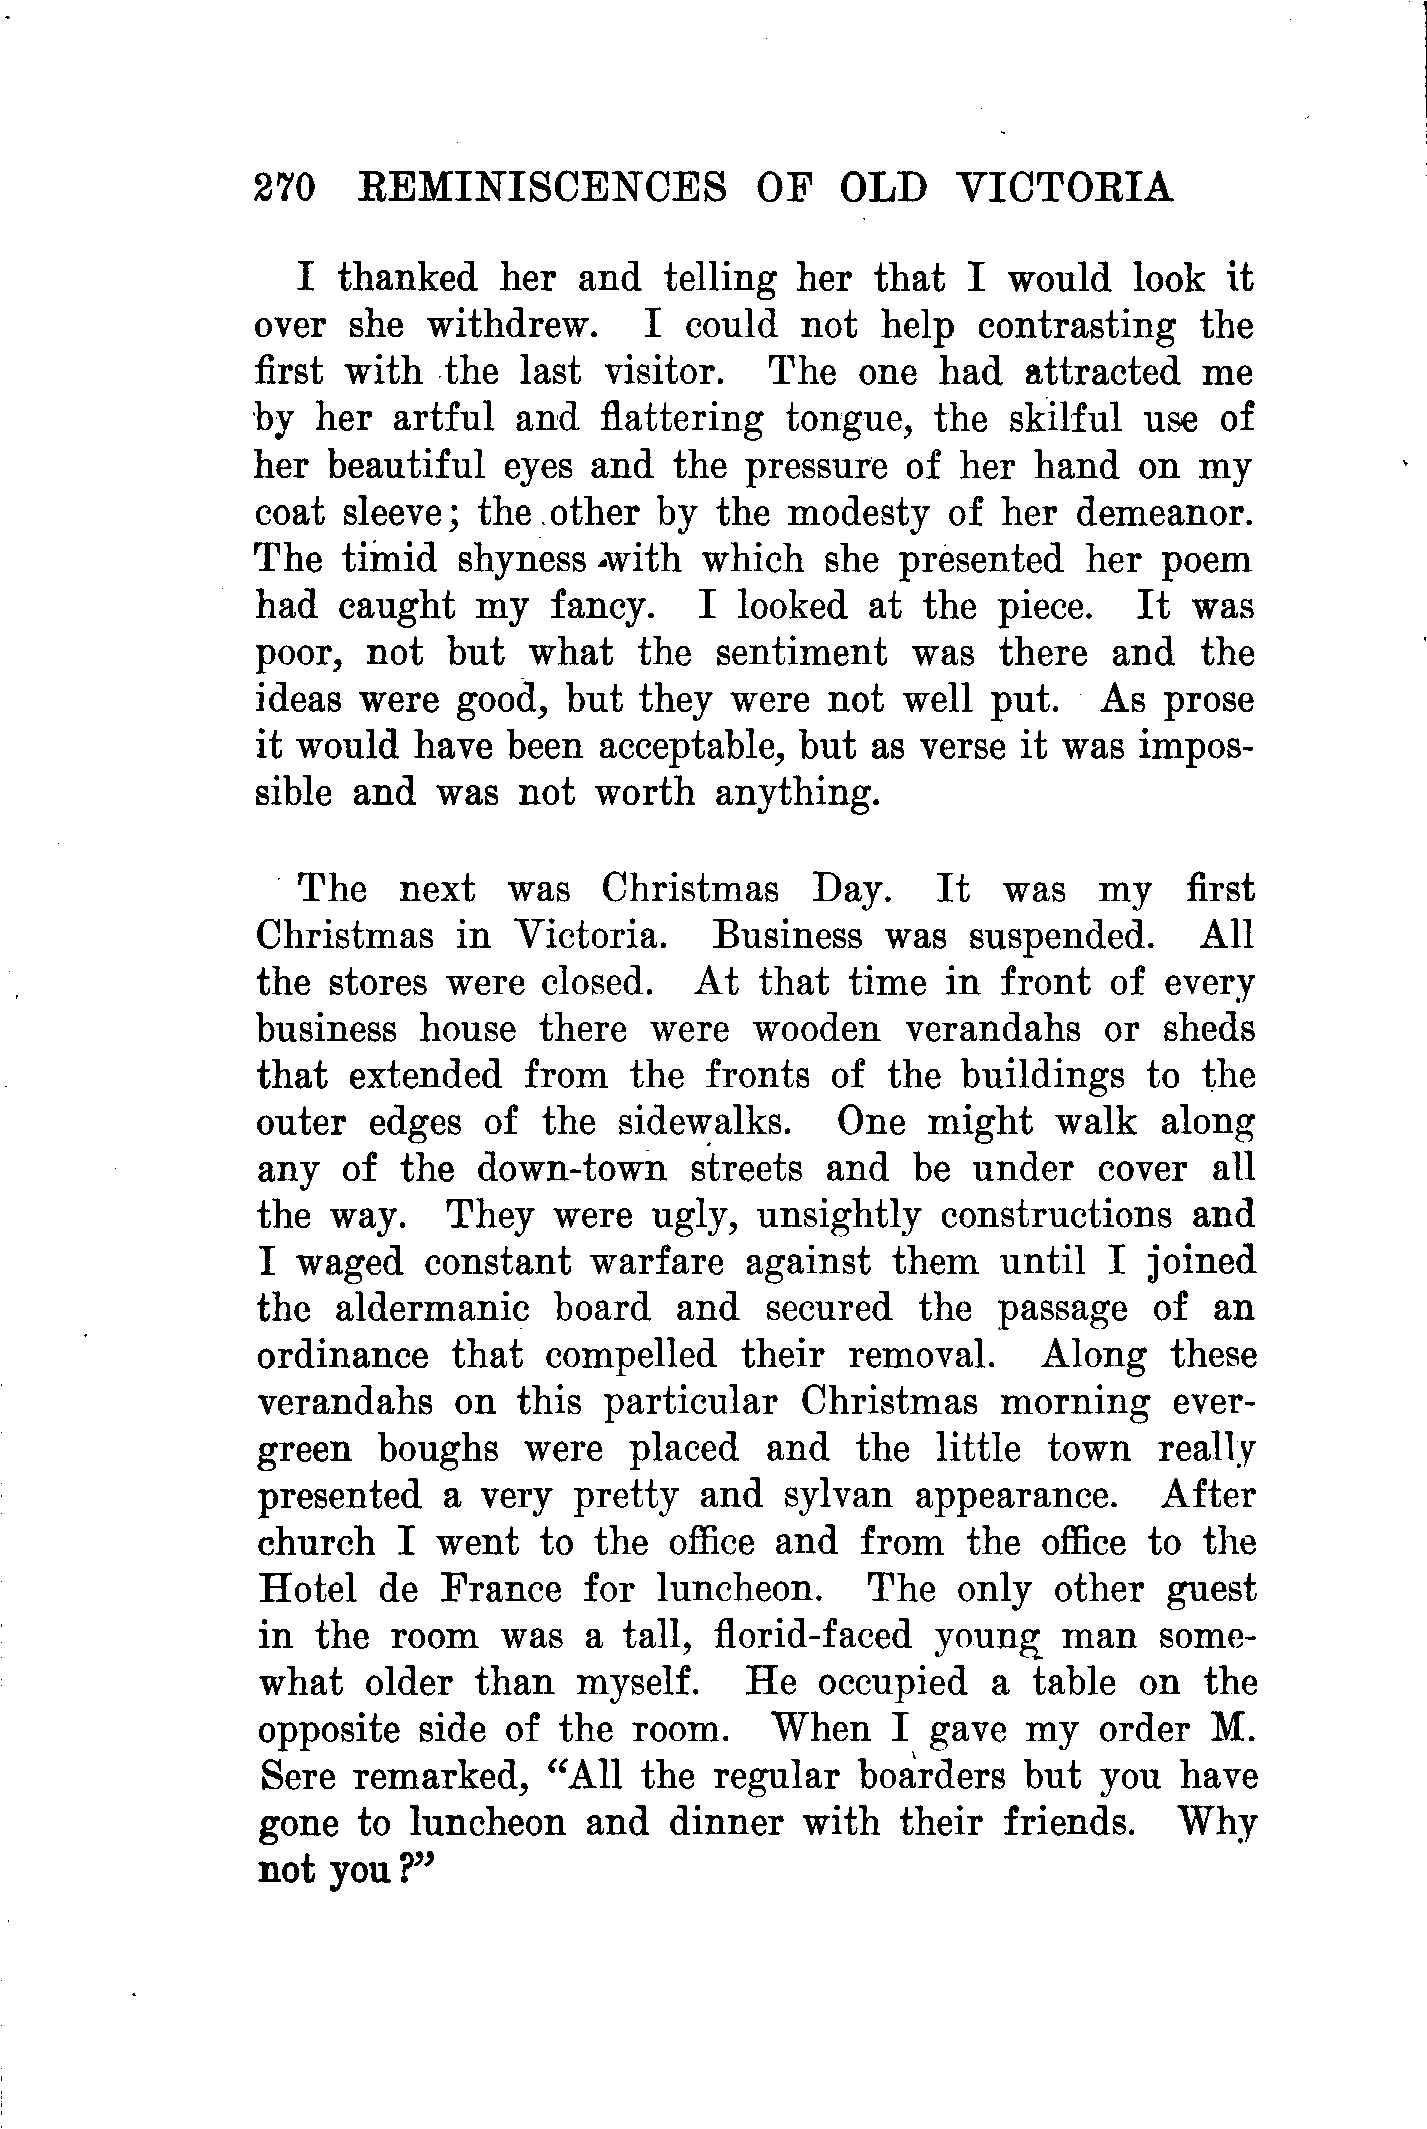 270 REMINISCENCES OF OLD VICTORIA
I thanked her and telling her that I would look it
over she withdrew. I could not help contrasting the
first with the last visitor. The one had attracted me
by her artful and flattering tongue, the skilful use of
her beautiful eyes and the pressure of her hand on my
coat sleeve; the other by the modesty of her demeanor.
The timid shyness with which she presented her poem
had caught my fancy. I looked at the piece. It was
poor, not but what the sentiment was there and the
ideas were good, but they were not well put. As prose
it would have been acceptable, but as verse it was impos-
sible and was not worth anything.
The next was Christmas Day. It was my first
Christmas in Victoria. Business was suspended. All
the stores were closed. At that time in front of every
business house there were wooden verandahs or sheds
that extended from the fronts of the buildings to the
outer edges of the sidewalks. One might walk along
any of the down-town streets and be under cover all
the way. They were ugly, unsightly constructions and
I waged constant warfare against them until I joined
the aldermanic board and secured the passage of an
ordinance that compelled their removal. Along these
verandahs on this particular Christmas morning ever-
green boughs were placed and the little town really
presented a very pretty and sylvan appearance. After
church I went to the office and from the office to the
Hotel de France for luncheon. The only other guest
in the room was a tall, florid-faced young man some-
what older than myself. He occupied a table on the
opposite side of the room. When I gave my order M.
Sere remarked, "All the regular boarders but you have
gone to luncheon and dinner with their friends. Why
not you?"